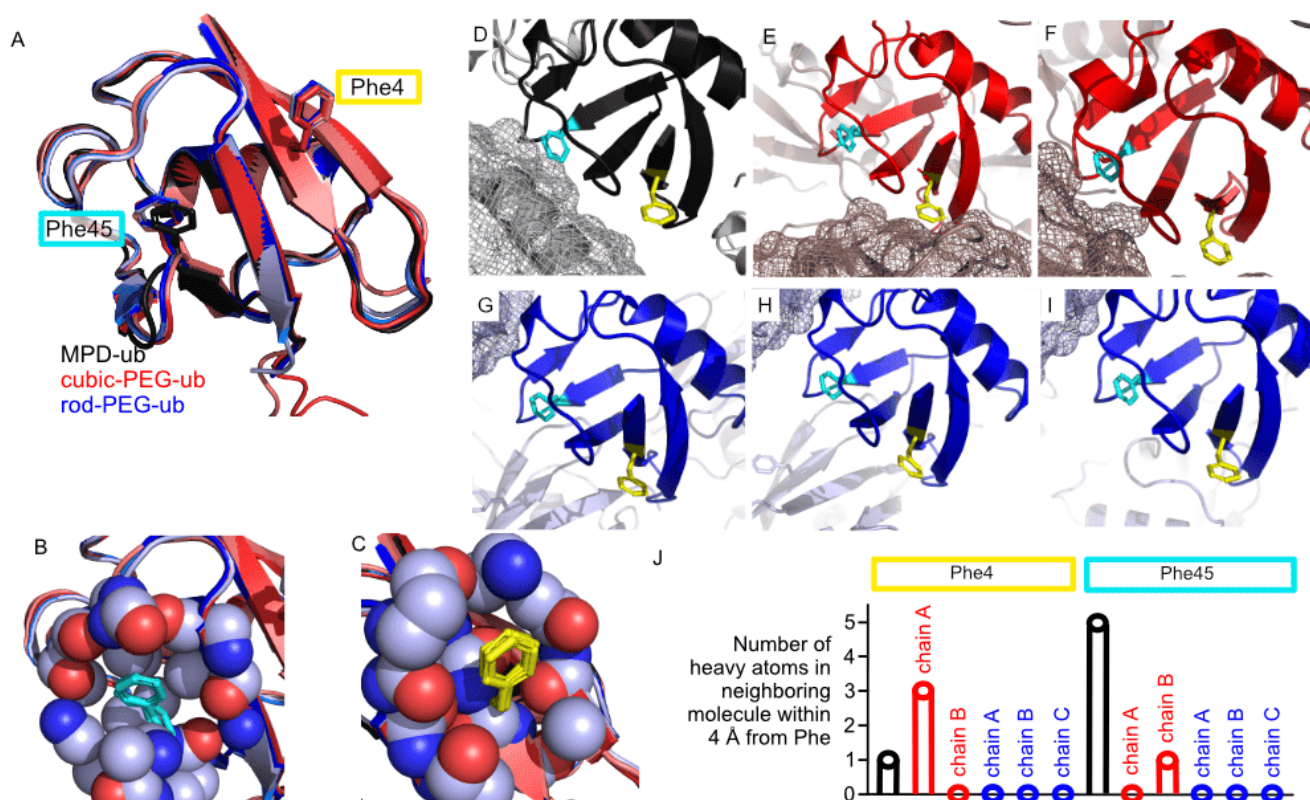 A
Phe4
Phe45
MPD-ub
cubic-PEG-ub
rod-PEG-ub
B
C
D
E
F
G
H
I
J
Phe4
Phe45
Number of
heavy atoms in
neighboring
molecule within
4 Å from Phe
5
4
3
2
1
0
chain A
chain B
chain A
chain B
chain C
chain A
chain B
chain A
chain B
chain C